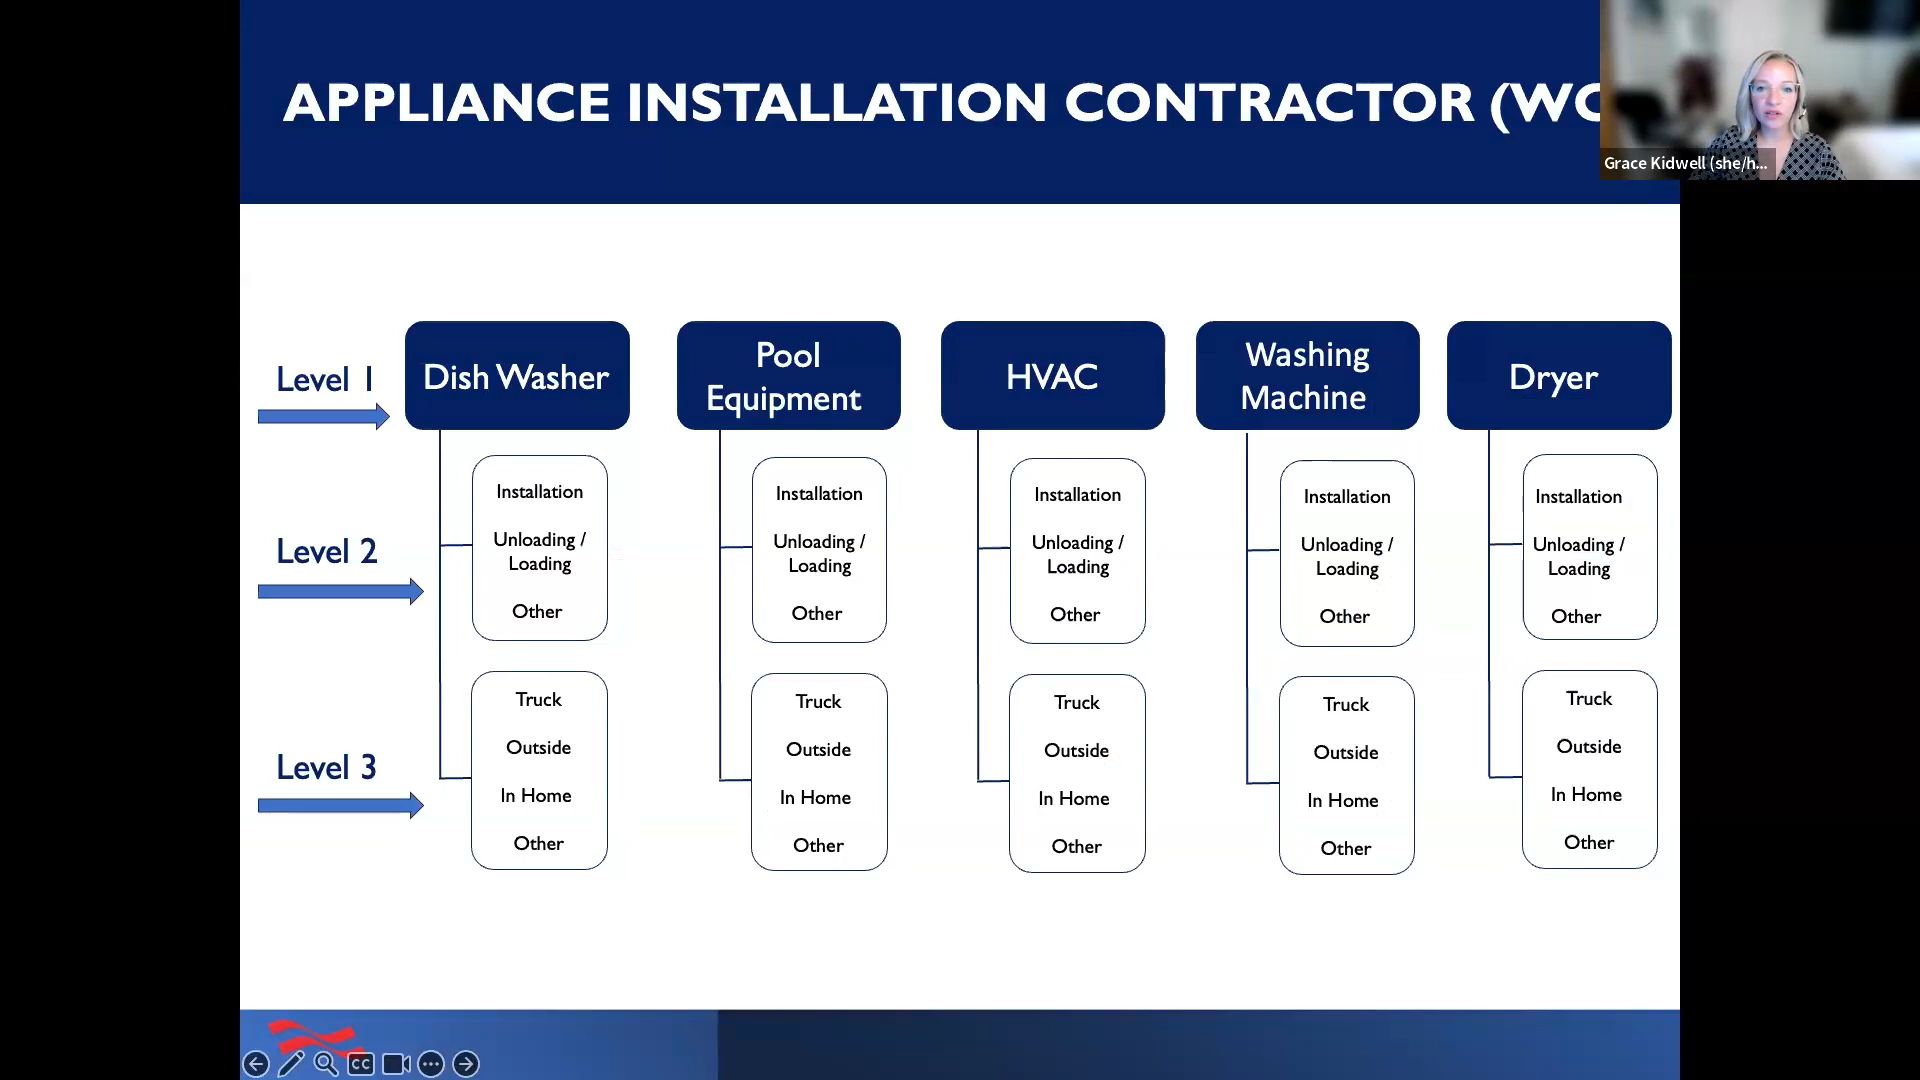 APPLIANCE INSTALLATION CONTRACTOR (WC
Grace Kidwell (she/h...
Level 1
Dish Washer
Pool
Equipment
HVAC
Washing
Machine
Dryer
Level 2
Installation
Unloading /
Loading
Other
Installation
Unloading /
Loading
Other
Installation
Unloading /
Loading
Other
Installation
Unloading /
Loading
Other
Installation
Unloading /
Loading
Other
Level 3
Truck
Outside
In Home
Other
Truck
Outside
In Home
Other
Truck
Outside
In Home
Other
Truck
Outside
In Home
Other
Truck
Outside
In Home
Other
CC